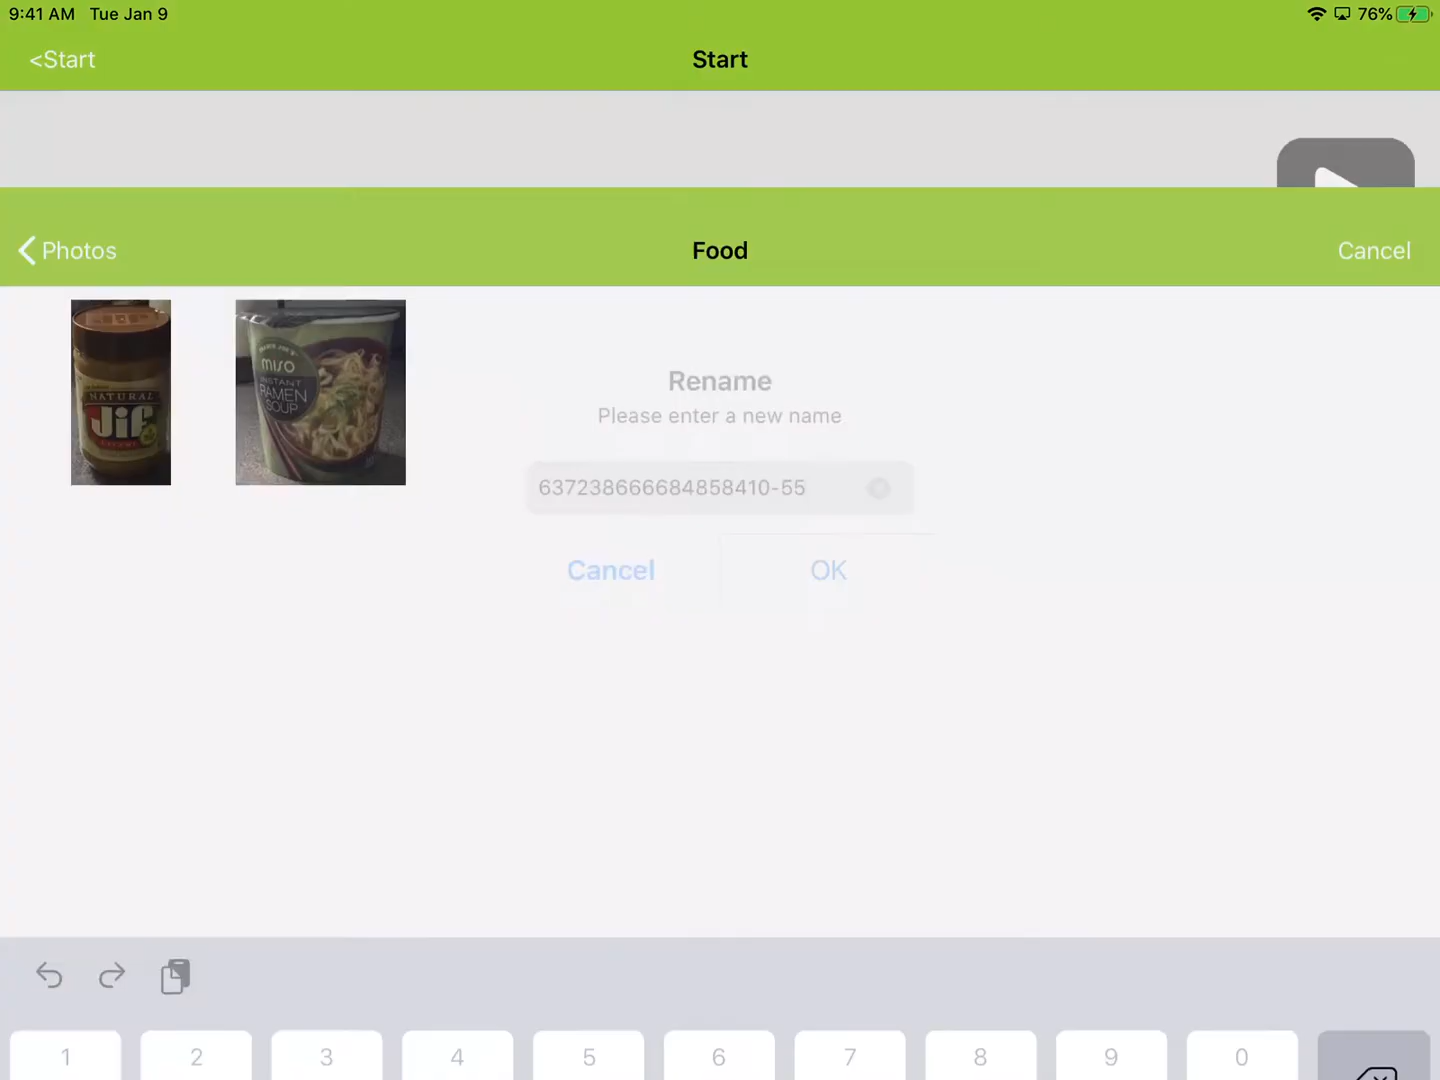 9:41 AM Tue Jan 9
76%
<Start
Start
Photos
Food
Cancel
NATURAL
Jif
CREAMY
miso
INSTANT
RAMEN
SOUP
Rename
Please enter a new name
637238666684858410-55
Cancel
OK
1 2 3 4 5 6 7 8 9 0